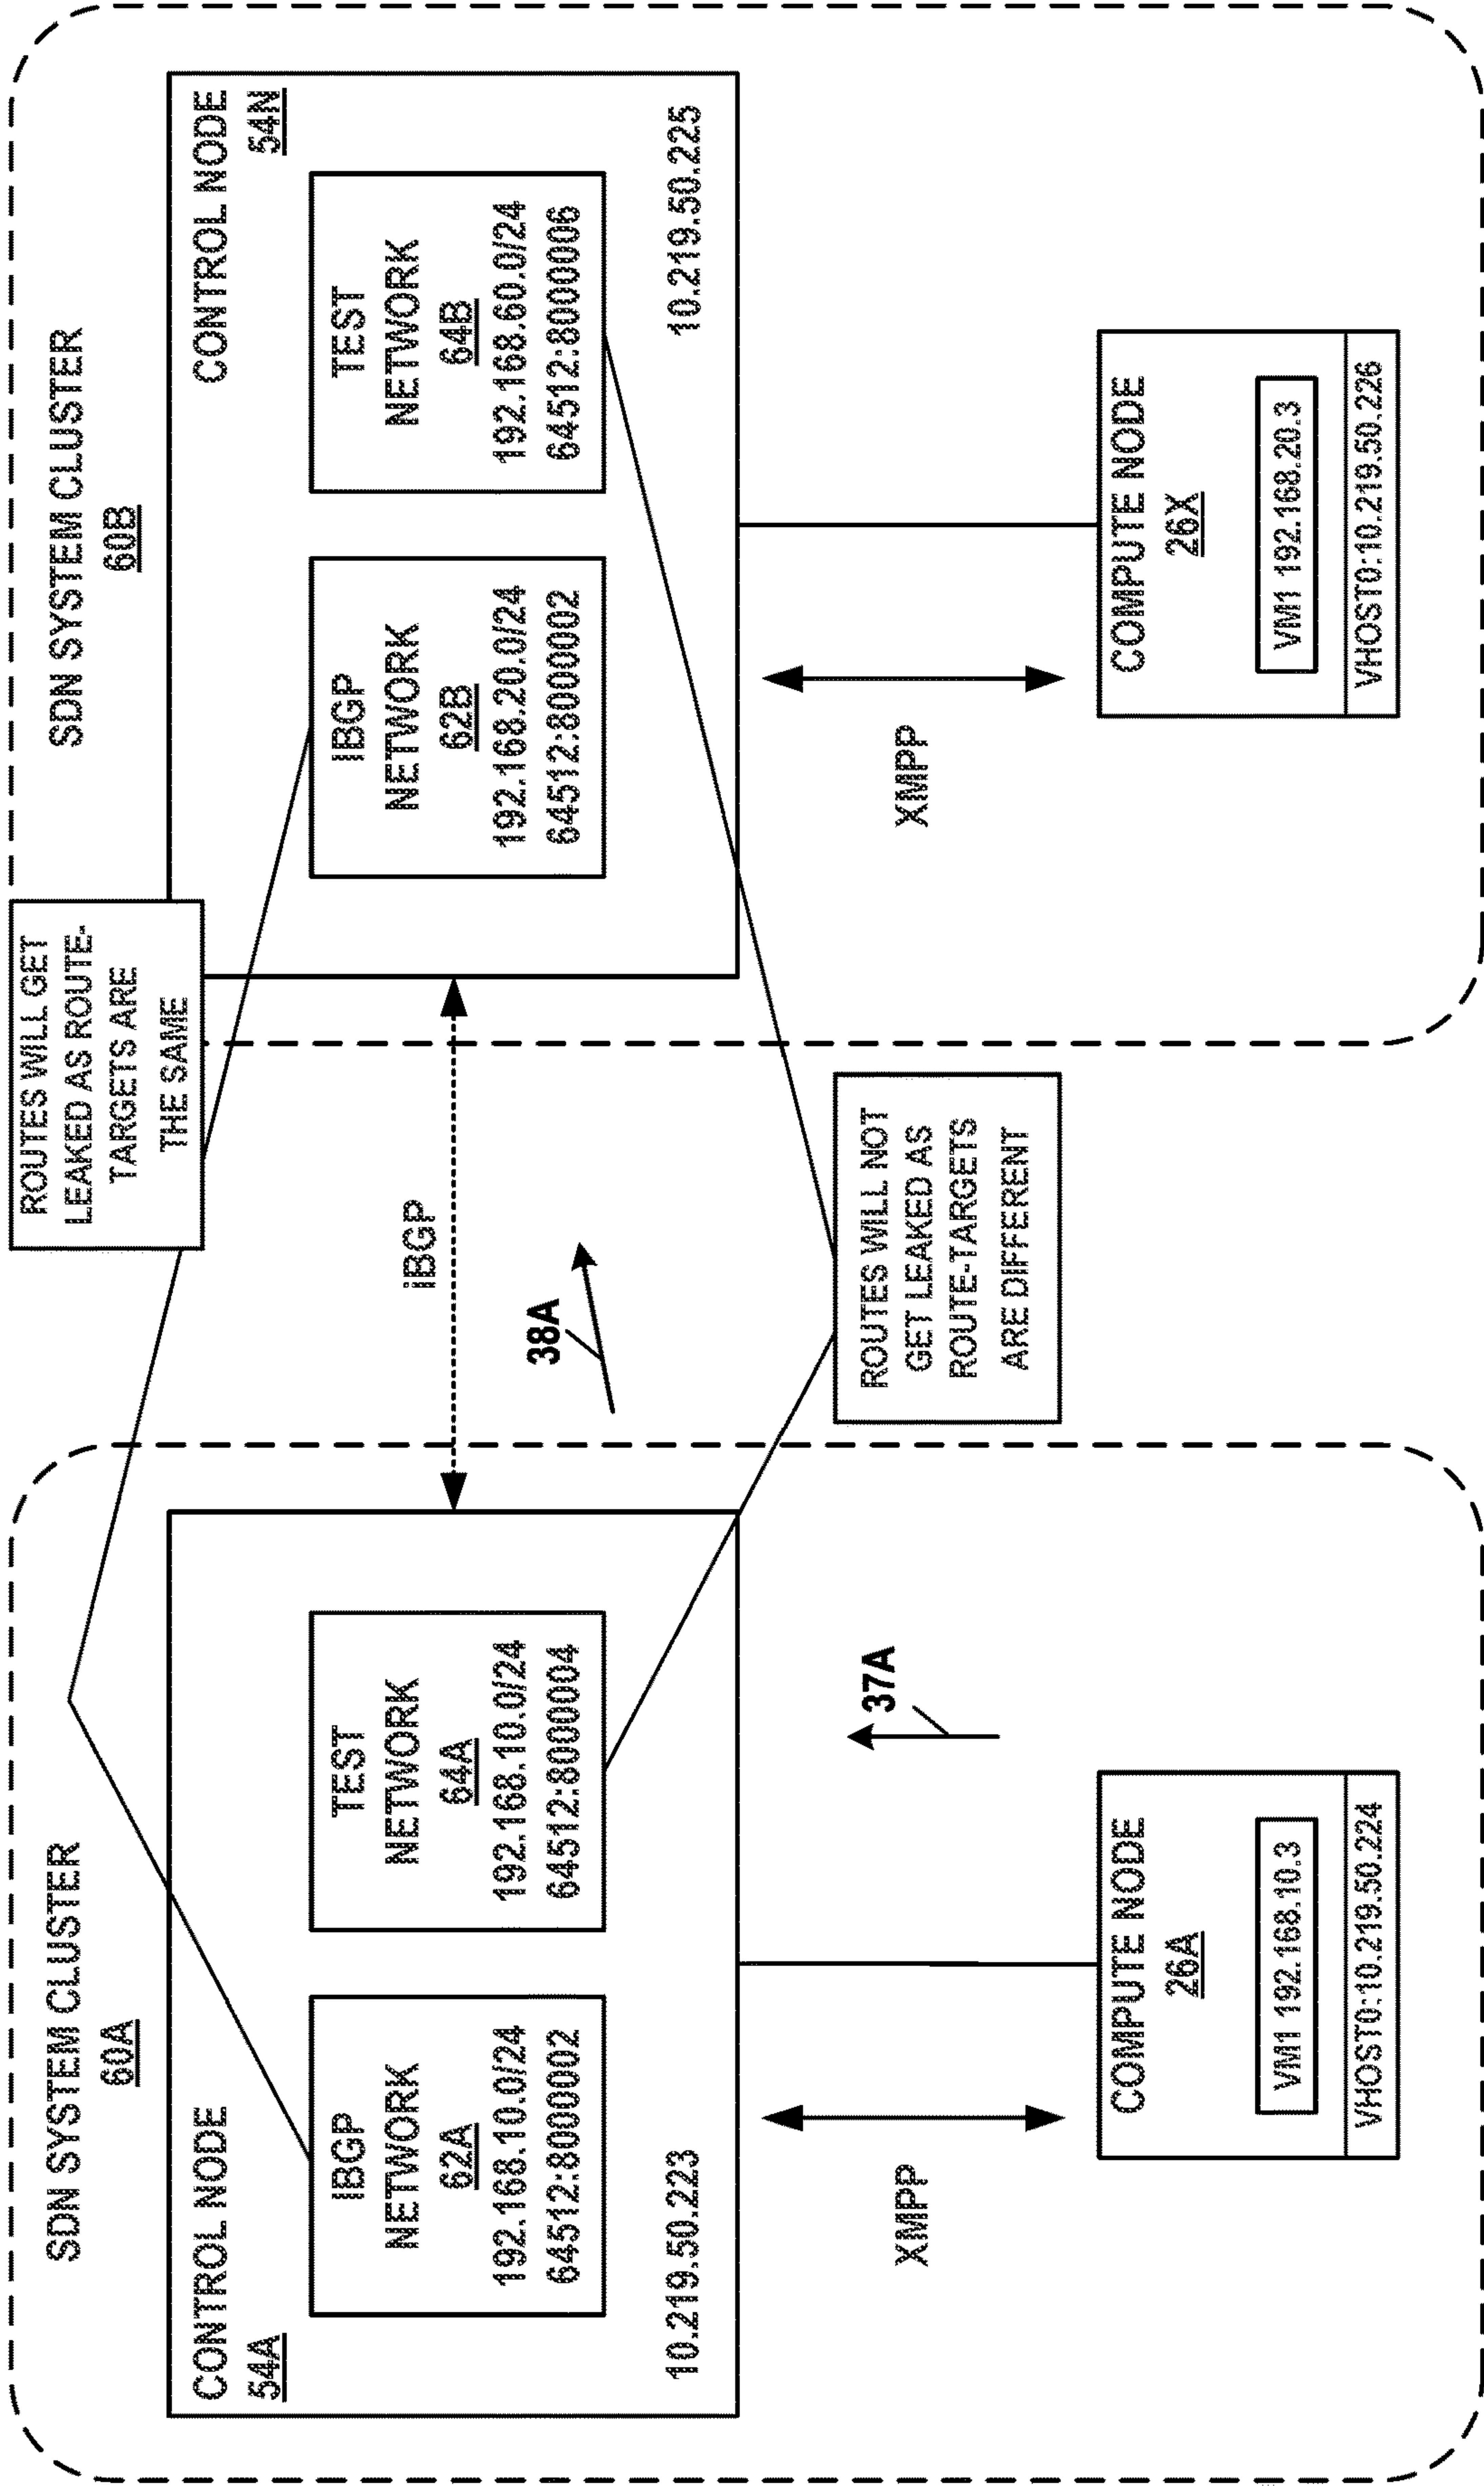 SDN SYSTEM CLUSTER
60A
CONTROL NODE
54A
IBGP
NETWORK
62A
192.168.10.0/24
64512:8000002
TEST
NETWORK
64A
192.168.10.0/24
64512:8000004
10.219.50.223
XMPP
37A
COMPUTE NODE
26A
VM1 192.168.10.3
VHOST0:10.219.50.224
ROUTES WILL GET
LEAKED AS ROUTE-
TARGETS ARE
THE SAME
iBGP
38A
ROUTES WILL NOT
GET LEAKED AS
ROUTE-TARGETS
ARE DIFFERENT
SDN SYSTEM CLUSTER
60B
CONTROL NODE
54N
IBGP
NETWORK
62B
192.168.20.0/24
64512:8000002
TEST
NETWORK
64B
192.168.60.0/24
64512:8000006
10.219.50.225
XMPP
COMPUTE NODE
26X
VM1 192.168.20.3
VHOST0:10.219.50.226